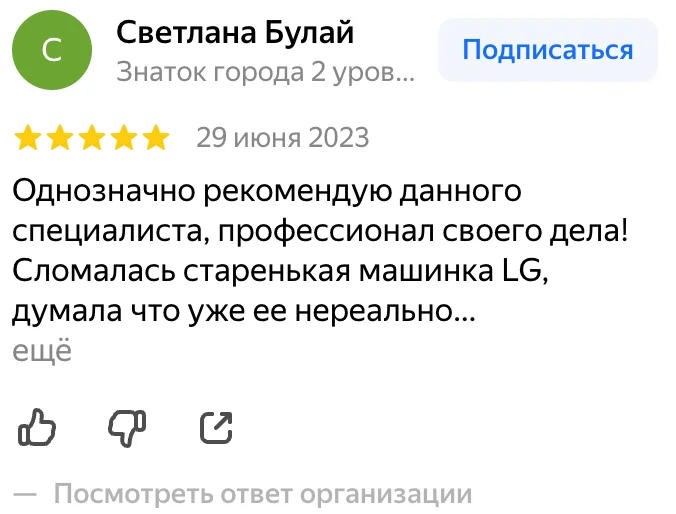 С
Светлана Булай
Знаток города 2 уров...
Подписаться
29 июня 2023
Однозначно рекомендую данного
специалиста, профессионал своего дела!
Сломалась старенькая машинка LG,
думала что уже ее нереально...
ещё
— Посмотреть ответ организации